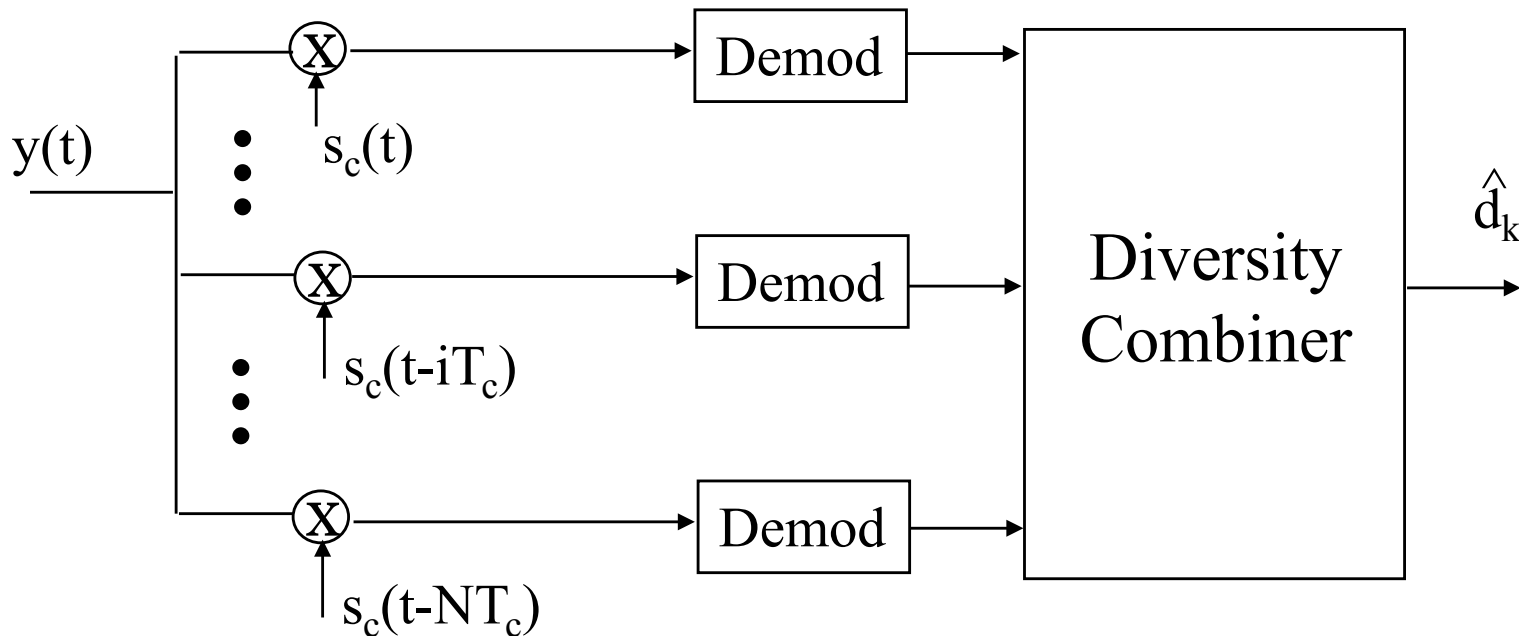 X
Demod
s_c(t)
y(t)
X
Demod
s_c(t-iT_c)
Diversity
Combiner
d̂_k
X
Demod
s_c(t-NT_c)